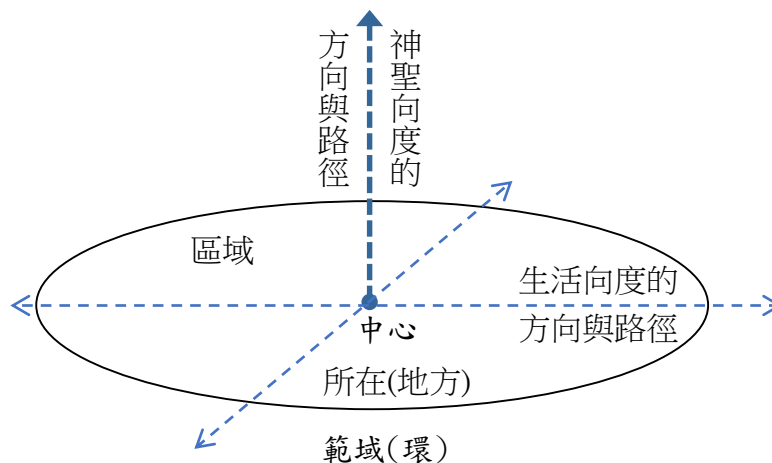 神聖向度的
方向與路徑
區域
生活向度的
方向與路徑
中心
所在(地方)
範域(環)